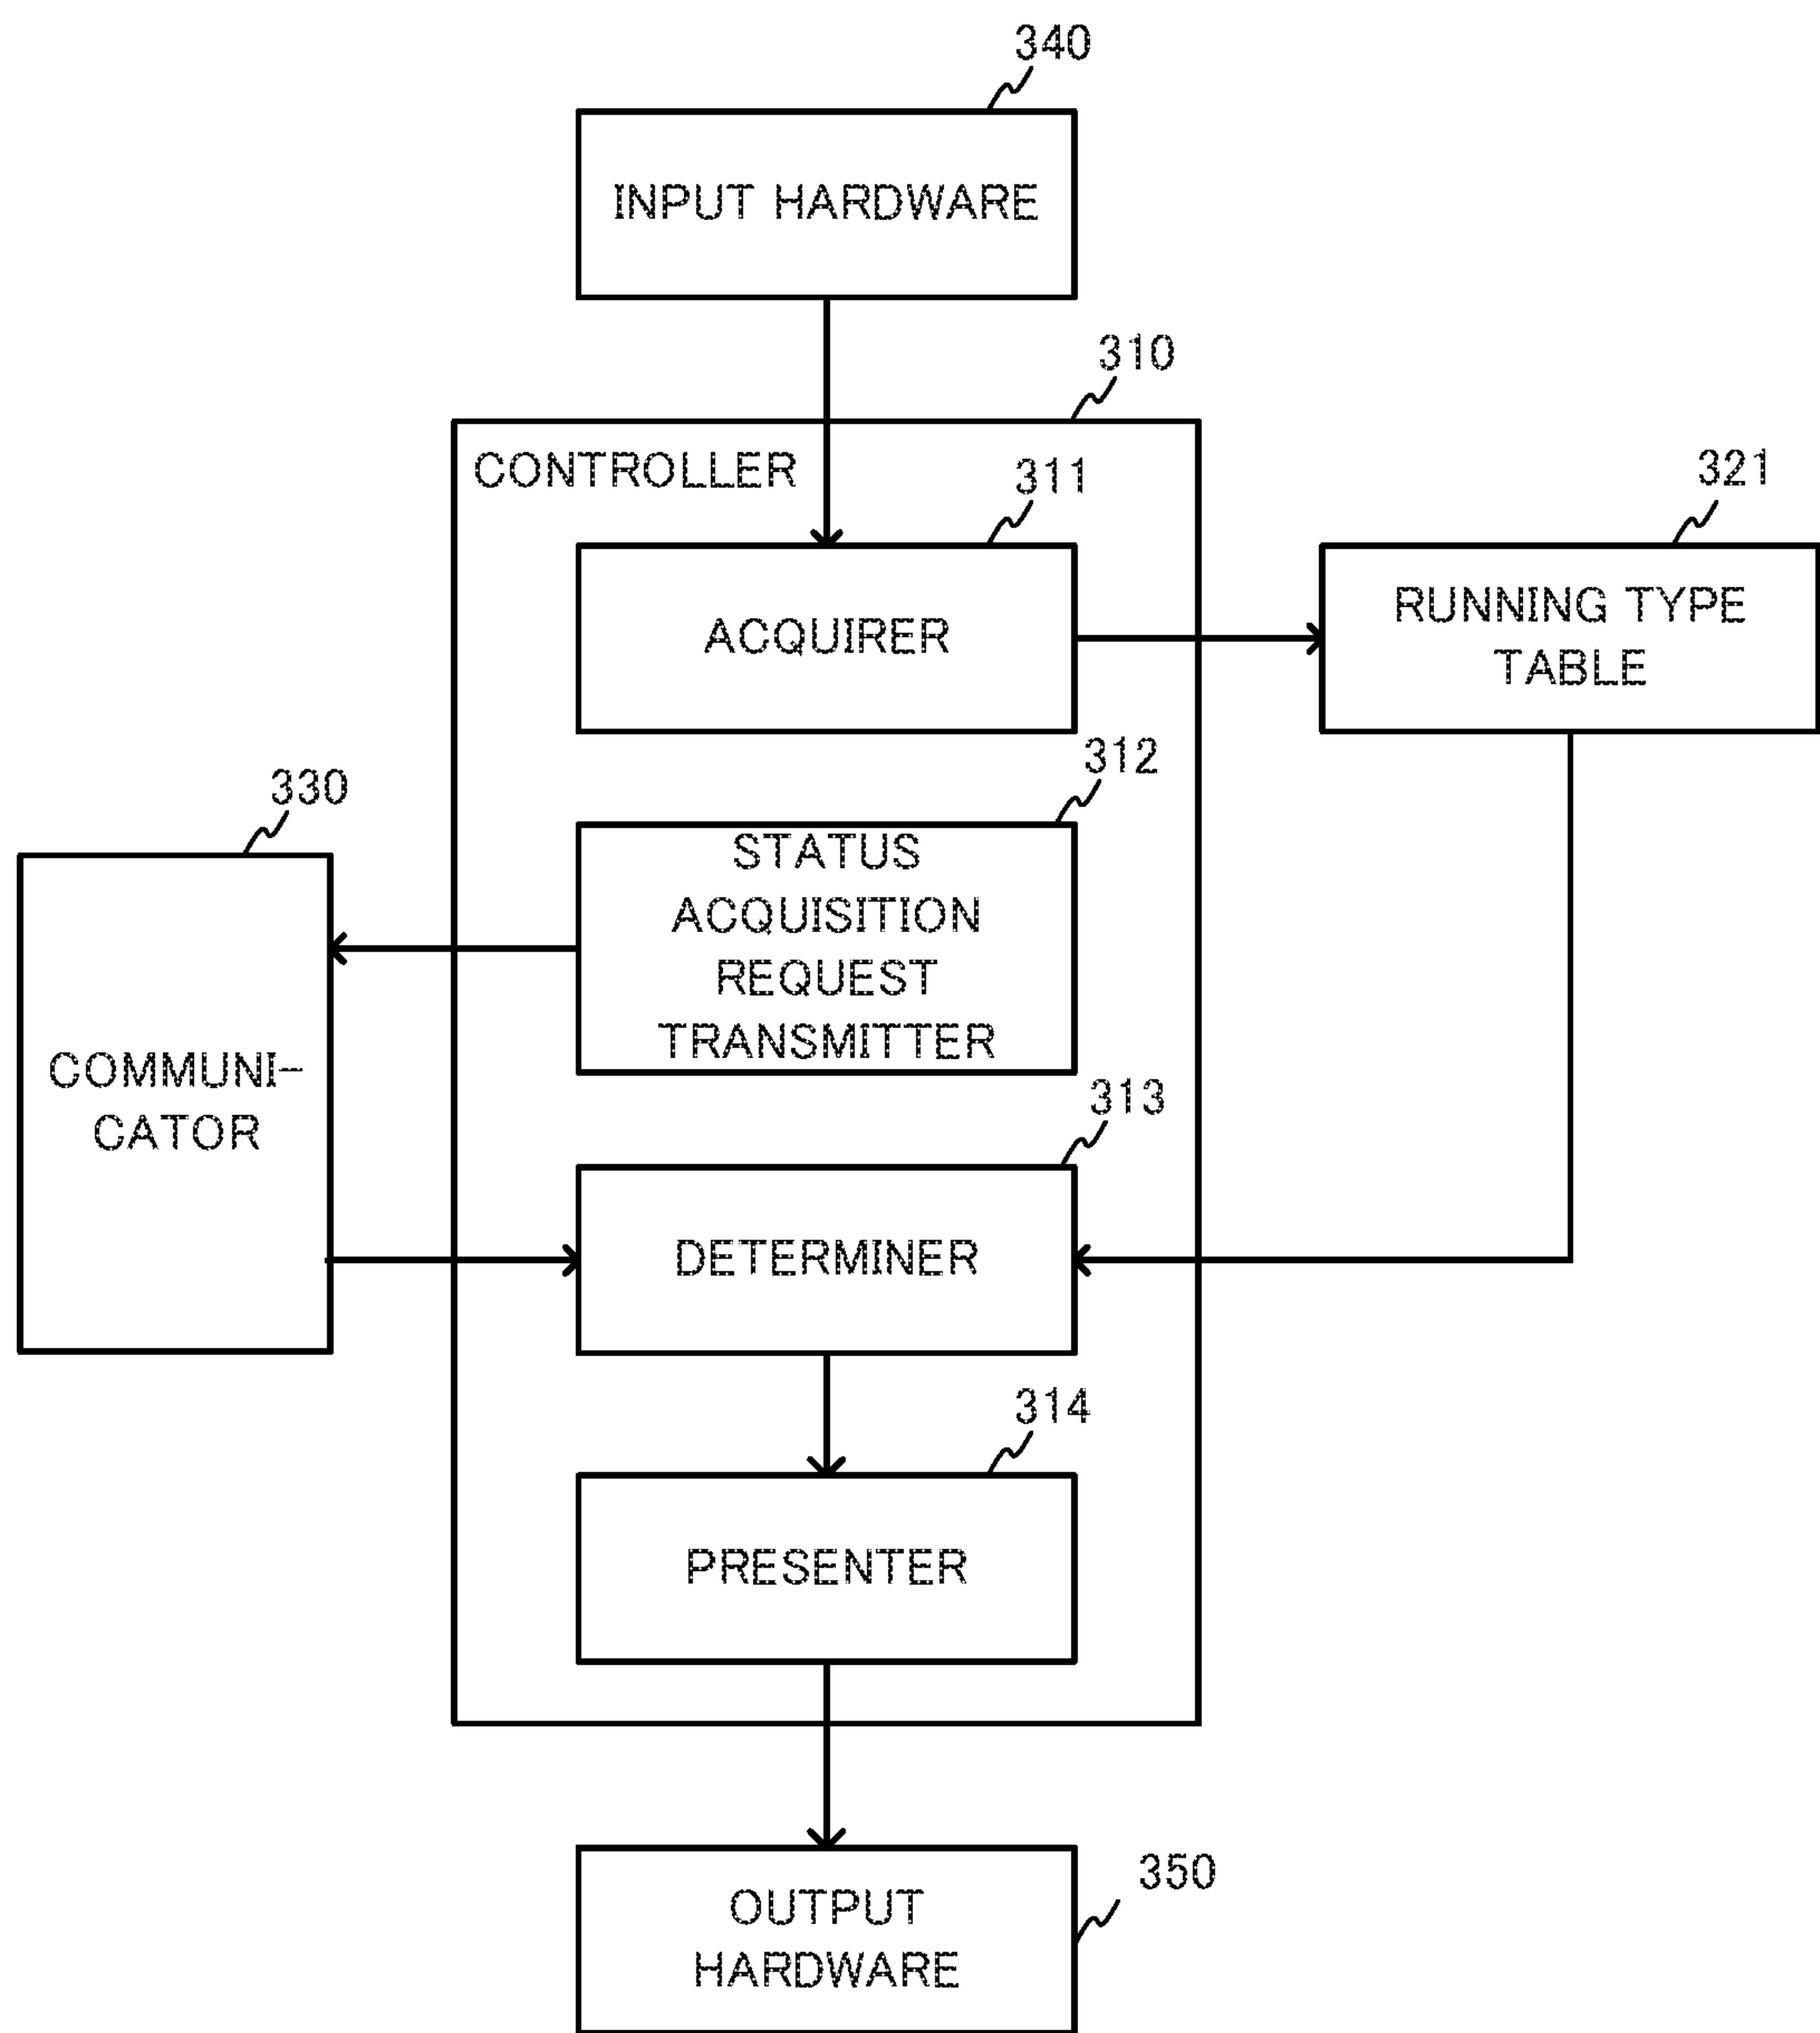 340
INPUT HARDWARE
310
CONTROLLER
311
ACQUIRER
321
RUNNING TYPE
TABLE
312
STATUS
ACQUISITION
REQUEST
TRANSMITTER
330
COMMUNI-
CATOR
313
DETERMINER
314
PRESENTER
350
OUTPUT
HARDWARE